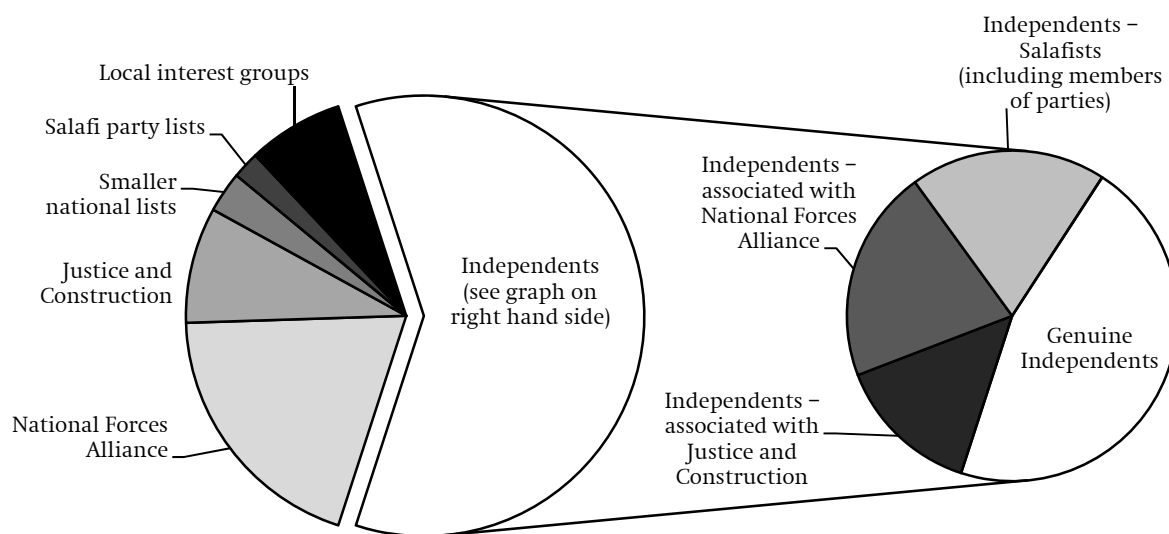 Local interest groups
Salafi party lists
Smaller
national lists
Justice and
Construction
National Forces
Alliance
Independents
(see graph on
right hand side)
Independents –
Salafists
(including members
of parties)
Independents –
associated with
National Forces
Alliance
Independents –
associated with
Justice and
Construction
Genuine
Independents